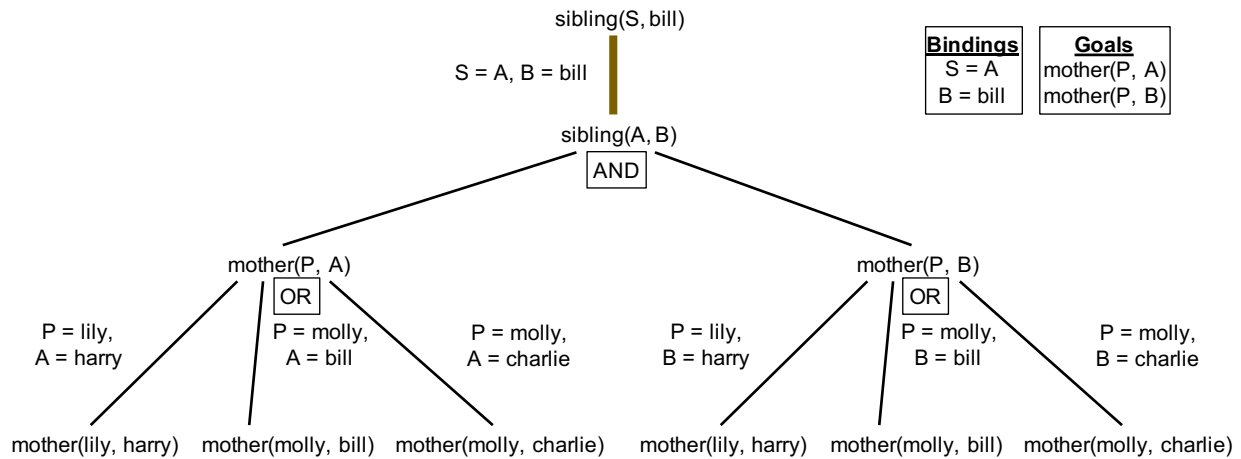 sibling(S, bill)
S = A, B = bill
Bindings
S = A
B = bill
Goals
mother(P, A)
mother(P, B)
sibling(A, B)
AND
mother(P, A)
OR
mother(P, B)
OR
P = lily,
A = harry
P = molly,
A = bill
P = molly,
A = charlie
P = lily,
B = harry
P = molly,
B = bill
P = molly,
B = charlie
mother(lily, harry)
mother(molly, bill)
mother(molly, charlie)
mother(lily, harry)
mother(molly, bill)
mother(molly, charlie)